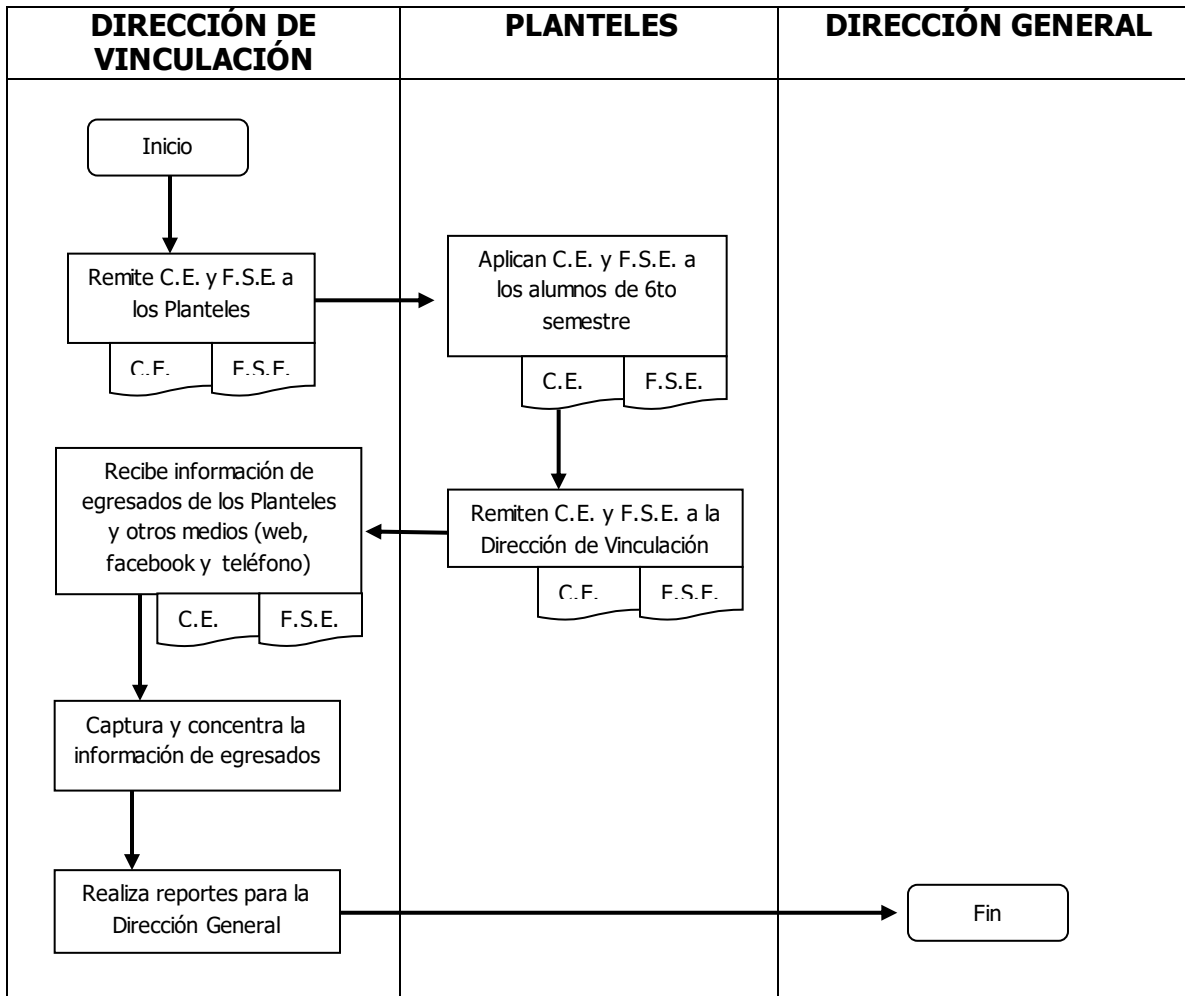 DIRECCIÓN DE
VINCULACIÓN
PLANTELES
DIRECCIÓN GENERAL
Inicio
Remite C.E. y F.S.E. a
los Planteles
C.E.
F.S.E.
Aplican C.E. y F.S.E. a
los alumnos de 6to
semestre
C.E.
F.S.E.
Remiten C.E. y F.S.E. a la
Dirección de Vinculación
C.E.
F.S.E.
Recibe información de
egresados de los Planteles
y otros medios (web,
facebook y teléfono)
C.E.
F.S.E.
Captura y concentra la
información de egresados
Realiza reportes para la
Dirección General
Fin